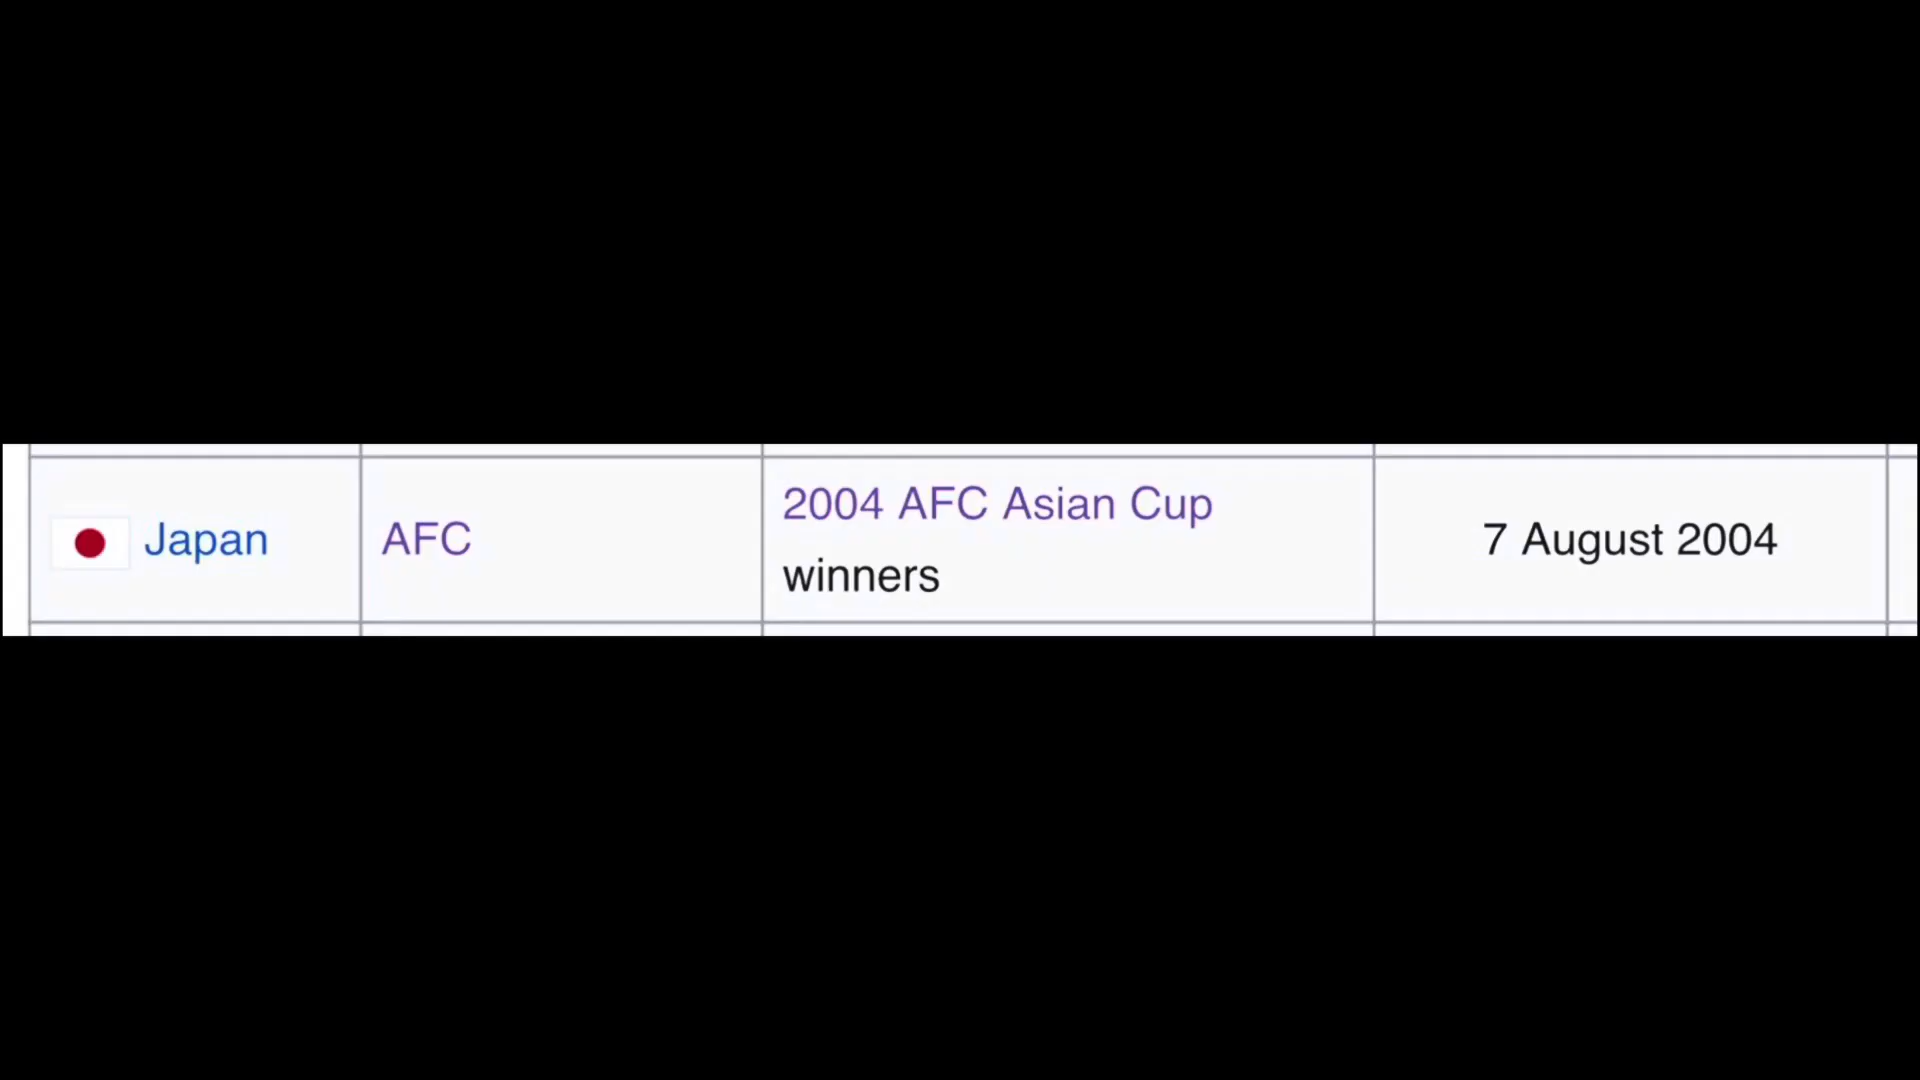 Japan
AFC
2004 AFC Asian Cup
winners
7 August 2004